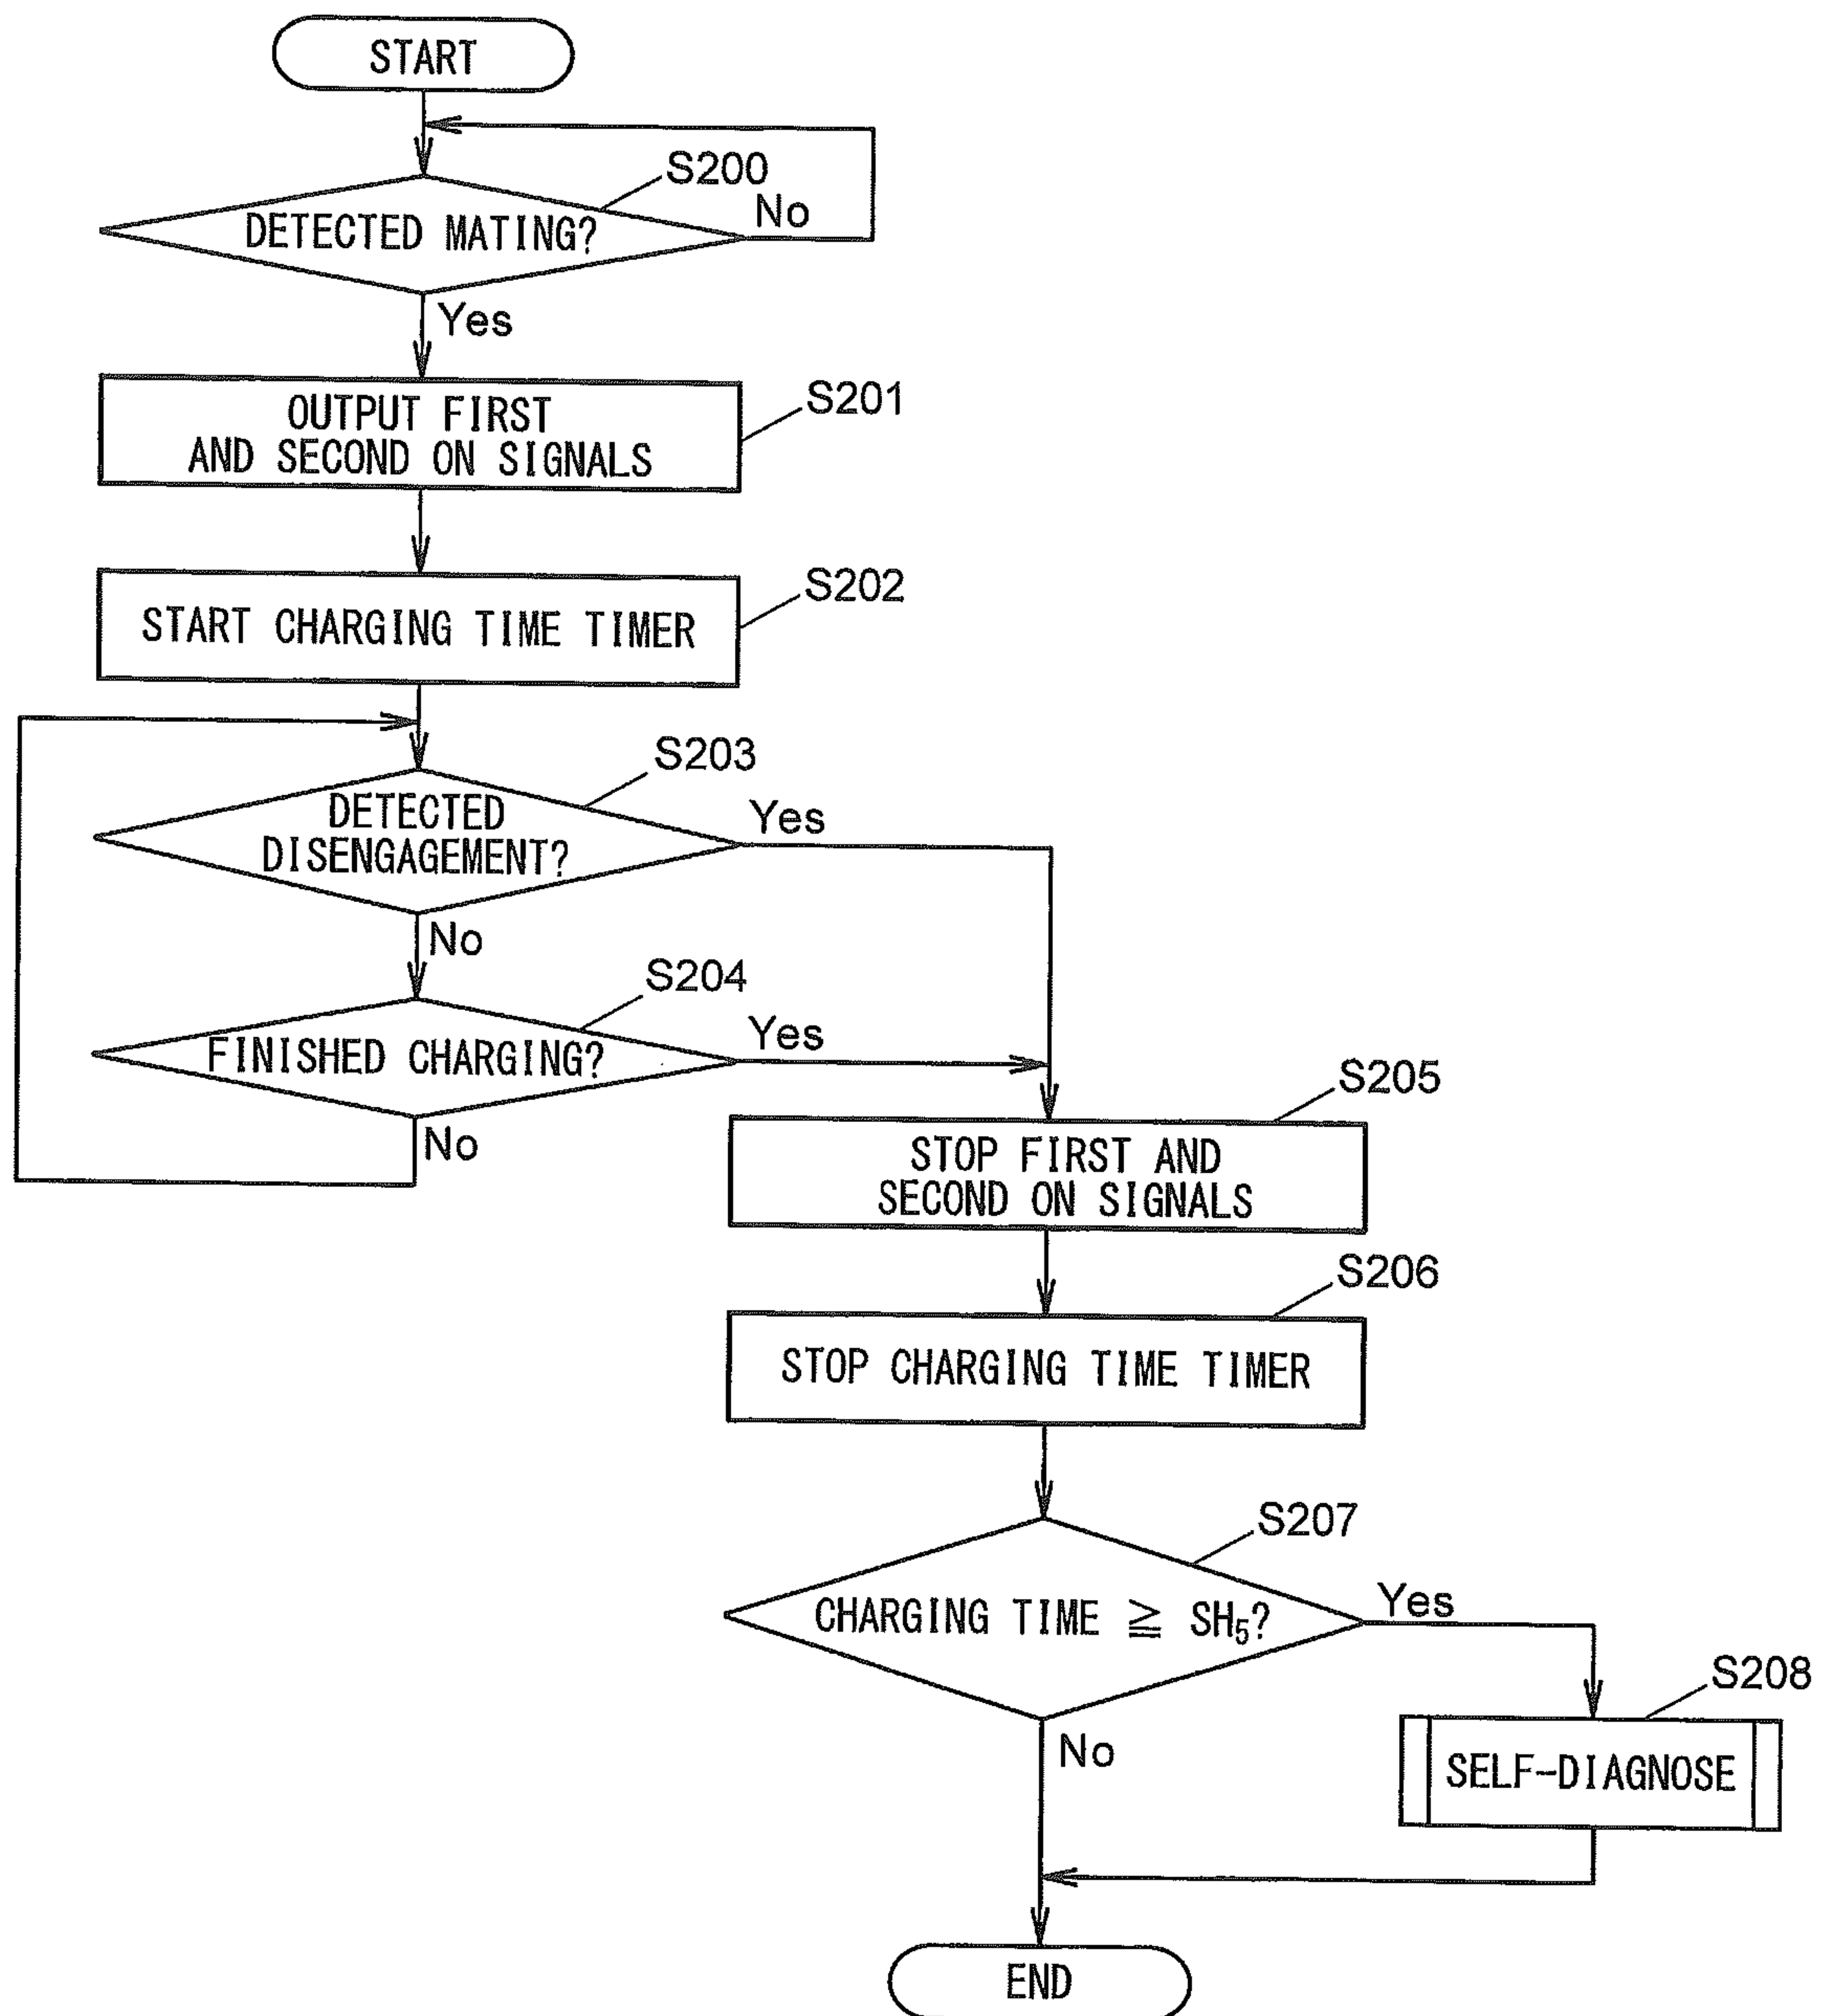 START
S200
DETECTED MATING?
No
Yes
S201
OUTPUT FIRST
AND SECOND ON SIGNALS
S202
START CHARGING TIME TIMER
S203
DETECTED
DISENGAGEMENT?
Yes
No
S204
FINISHED CHARGING?
Yes
No
S205
STOP FIRST AND
SECOND ON SIGNALS
S206
STOP CHARGING TIME TIMER
S207
CHARGING TIME ≧ SH₅?
Yes
No
S208
SELF-DIAGNOSE
END